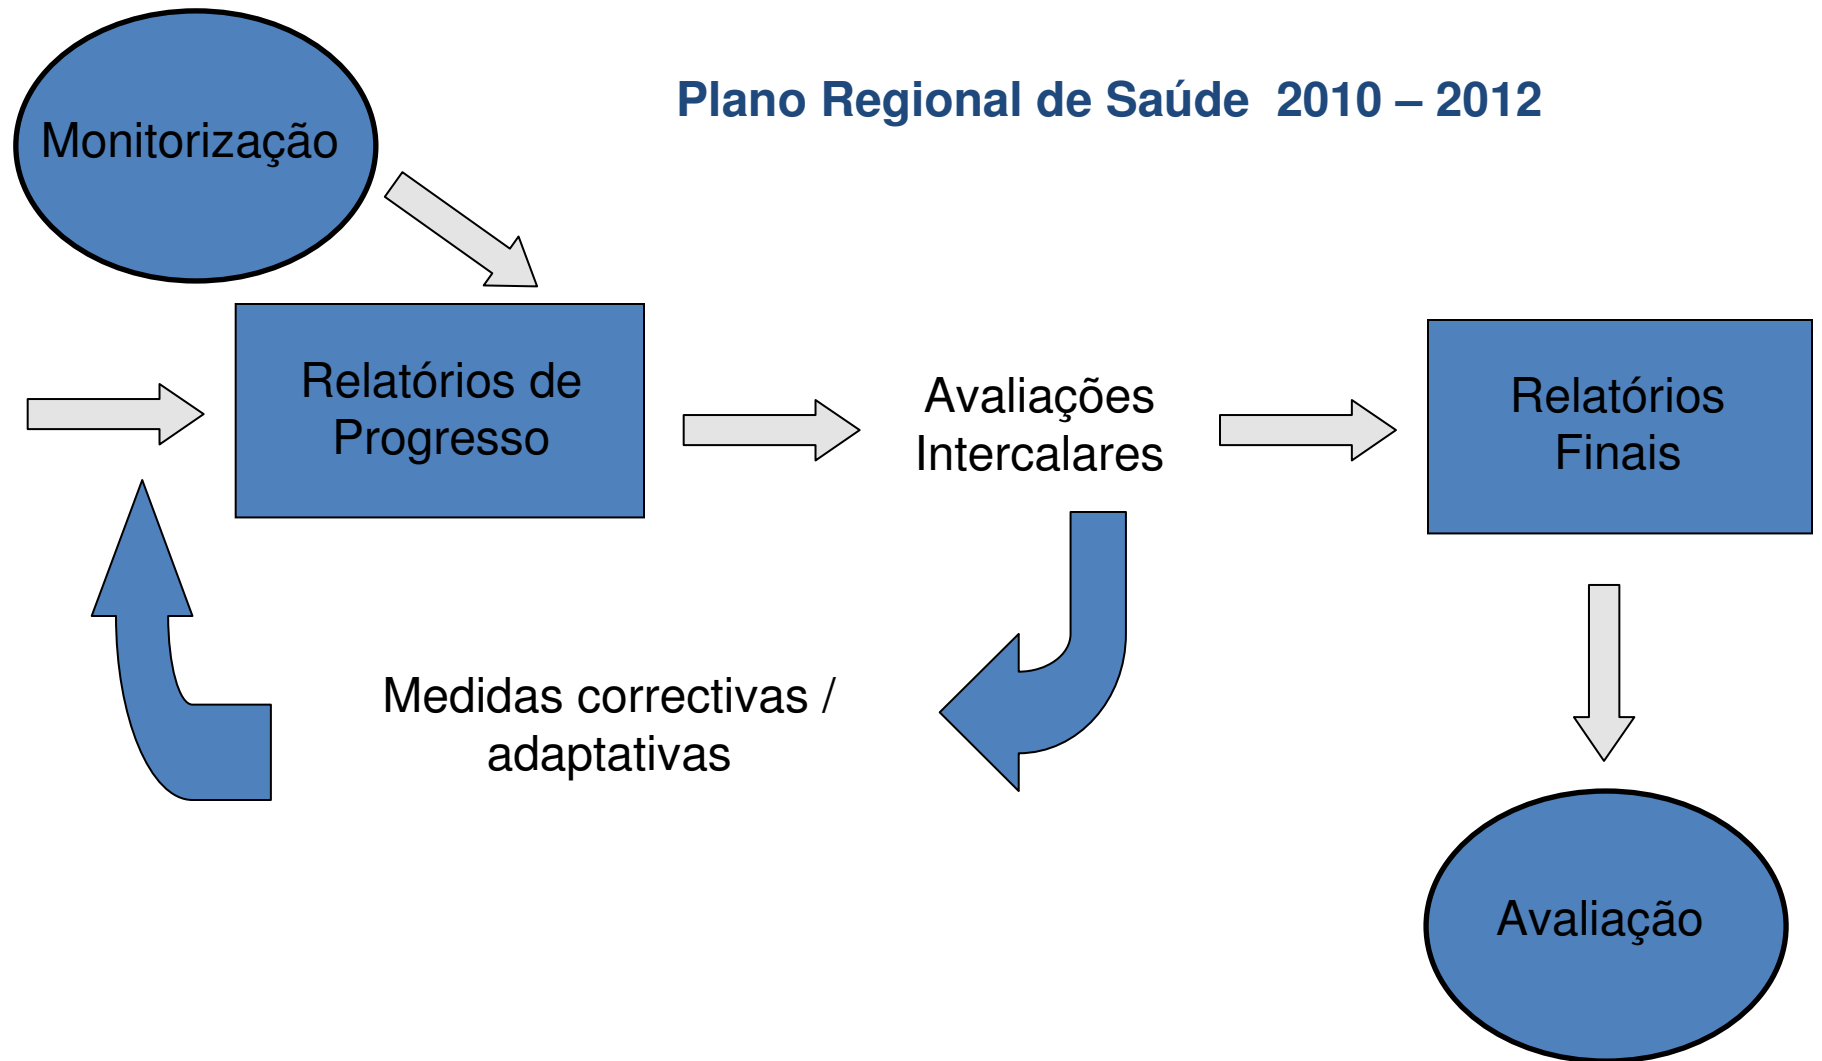 Plano Regional de Saúde 2010 – 2012
Monitorização
Relatórios de
Progresso
Avaliações
Intercalares
Relatórios
Finais
Medidas correctivas /
adaptativas
Avaliação